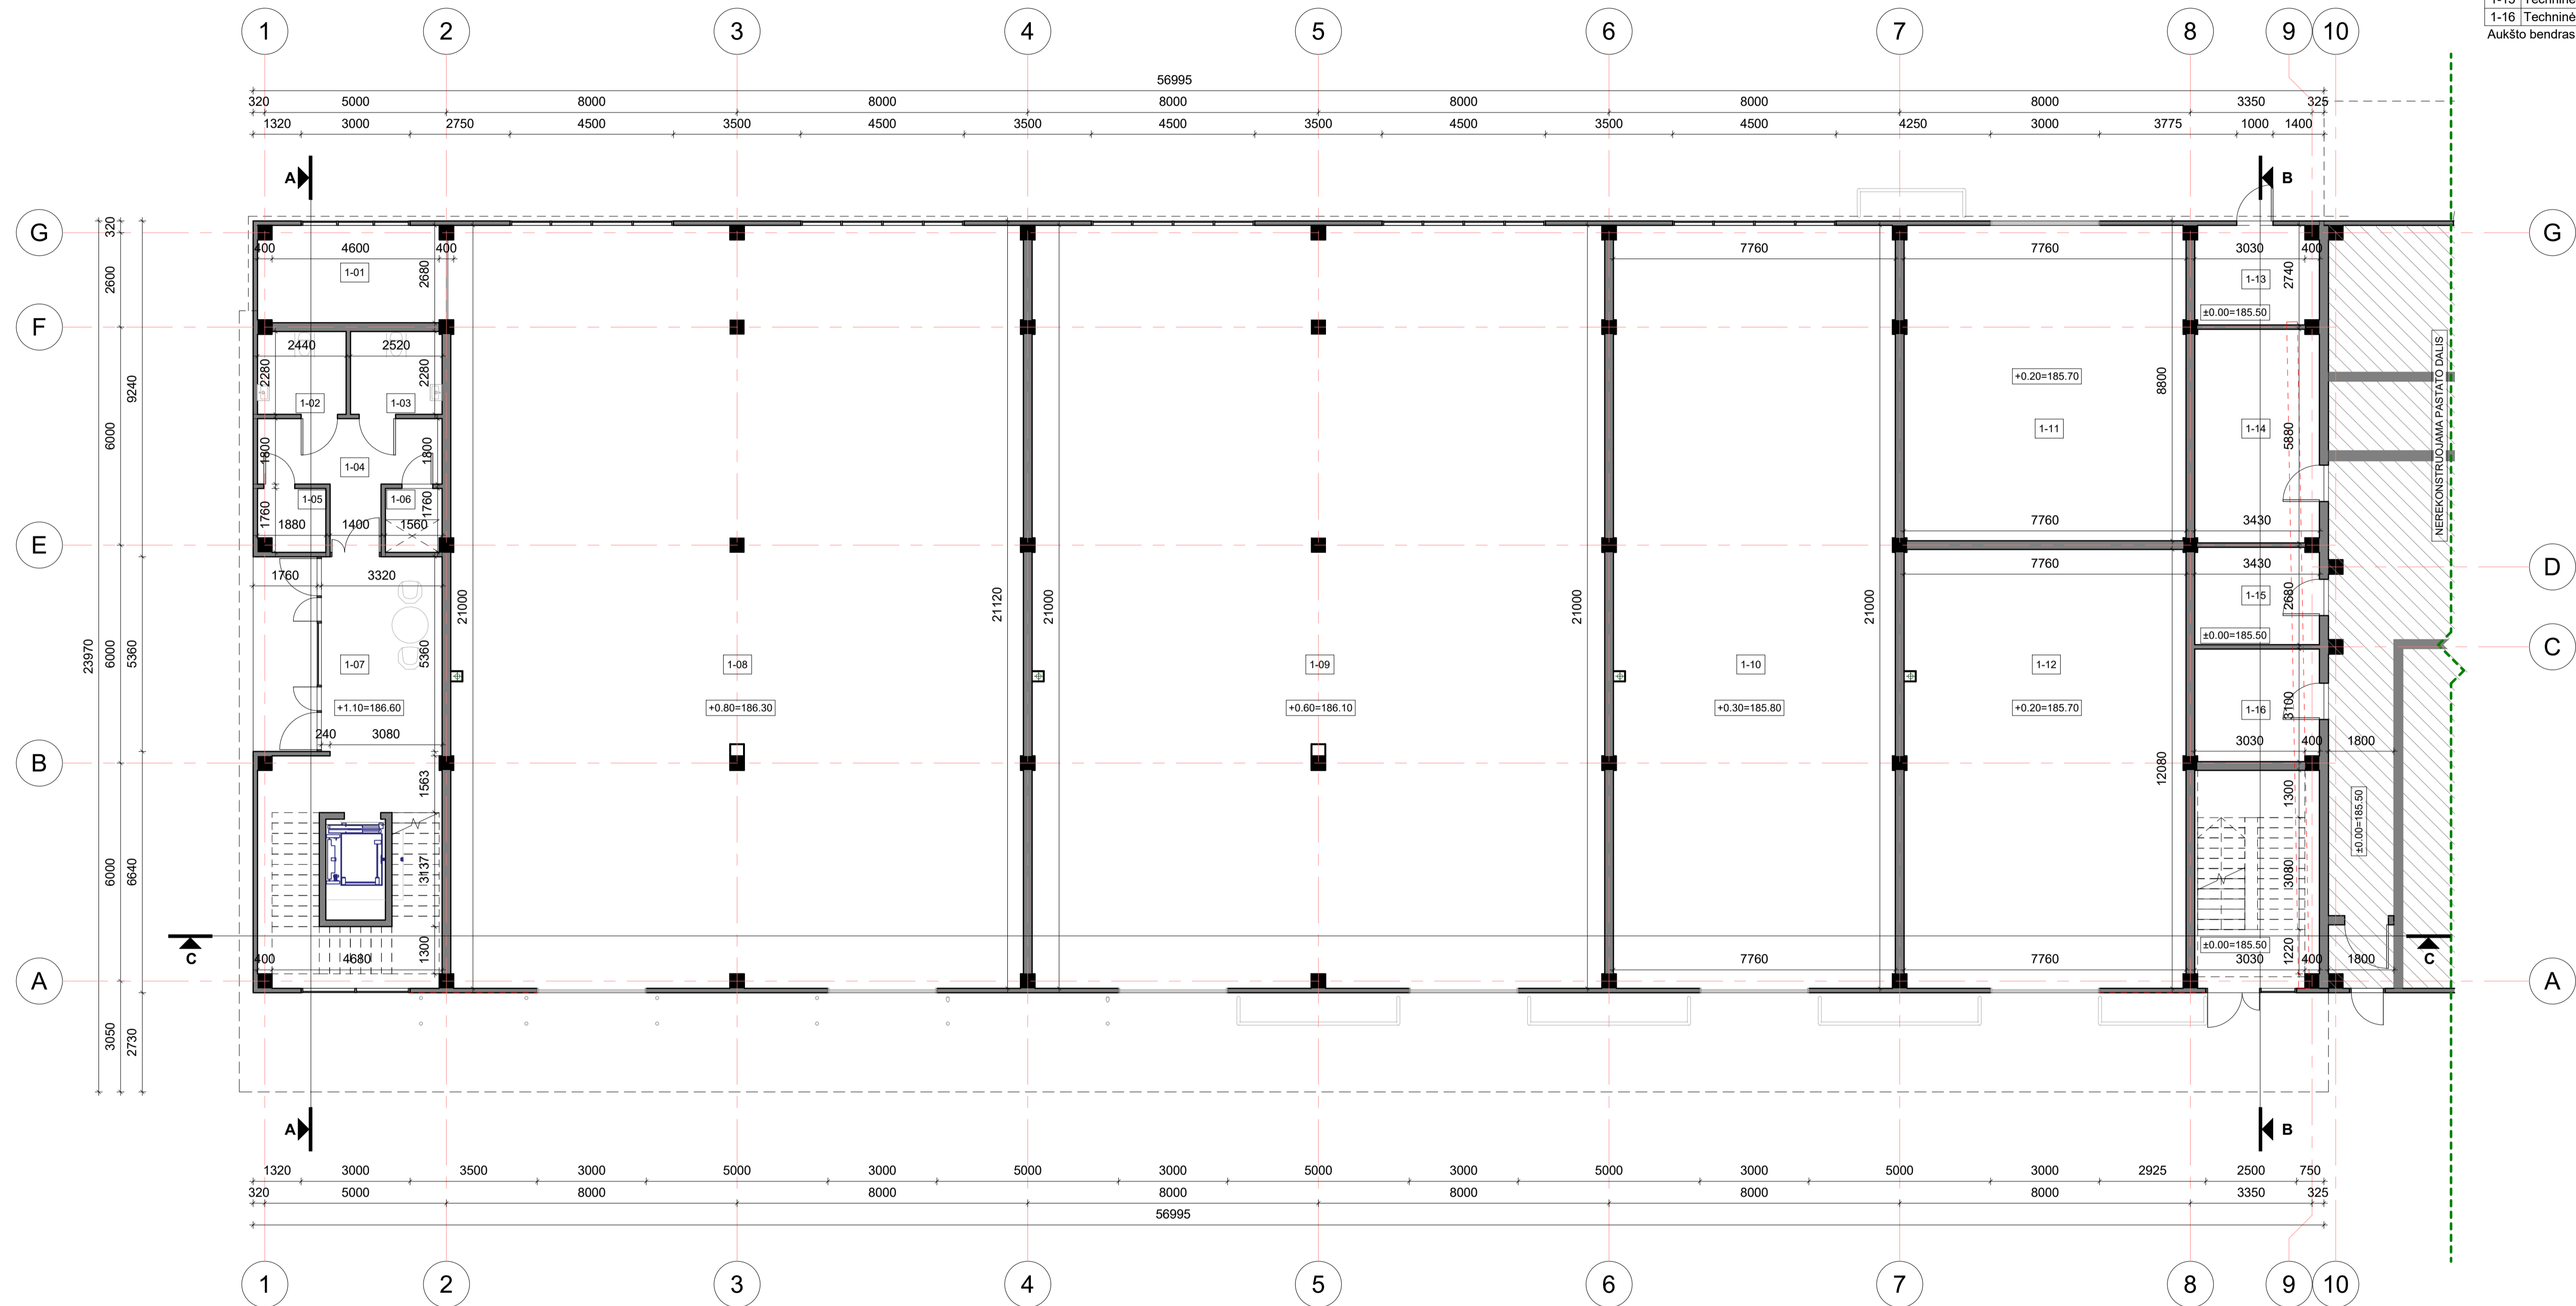 1-15 Techninė
1-16 Techninė
Aukšto bendras
1 2 3 4 5 6 7 8 9 10
56995
320 5000 8000 8000 8000 8000 8000 8000 3350 325
1320 3000 2750 4500 3500 4500 3500 4500 3500 4500 3500 4500 4250 3000 3775 1000 1400
A B
G G
400 4600 400 7760 7760 3030 400
320
2600
1-01 2680 1-13 2740
±0.00=185.50
F
2440 2520
2280 2280
9240
+0.20=185.70 8800
1-02 1-03
6000
1-11 1-14 5880
NEREKONSTRUOJAMA PASTATO DALIS
1800 1800
1-04
1-05 1-06
1760 1760
1880 1400 1560
7760 3430
E
7760 3430
D
1760 3320
1-15 2680
21000 21120 21000 21000 21000
±0.00=185.50
C
23970 6000 5360 5360
1-07 1-08 1-09 1-10 1-12
+1.10=186.60 +0.80=186.30 +0.60=186.10 +0.30=185.80 +0.20=185.70
1-16 3100
240 3080
3030 400 1800
B B
1563 12080 1300
±0.00=185.50
6000 6640 3137 3080
C C
1300 1220
±0.00=185.50
400 4680 7760 7760 3030 400 1800
A A
3050 2730
A B
1320 3000 3500 3000 5000 3000 5000 3000 5000 3000 5000 3000 5000 3000 2925 2500 750
320 5000 8000 8000 8000 8000 8000 8000 3350 325
56995
1 2 3 4 5 6 7 8 9 10